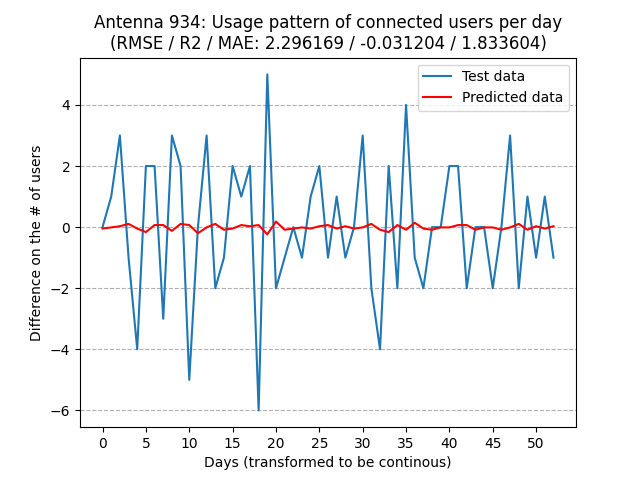 Antenna 934: Usage pattern of connected users per day
(RMSE / R2 / MAE: 2.296169 / -0.031204 / 1.833604)
Test data
Predicted data
Difference on the # of users
4
2
0
−2
−4
−6
0 5 10 15 20 25 30 35 40 45 50
Days (transformed to be continous)